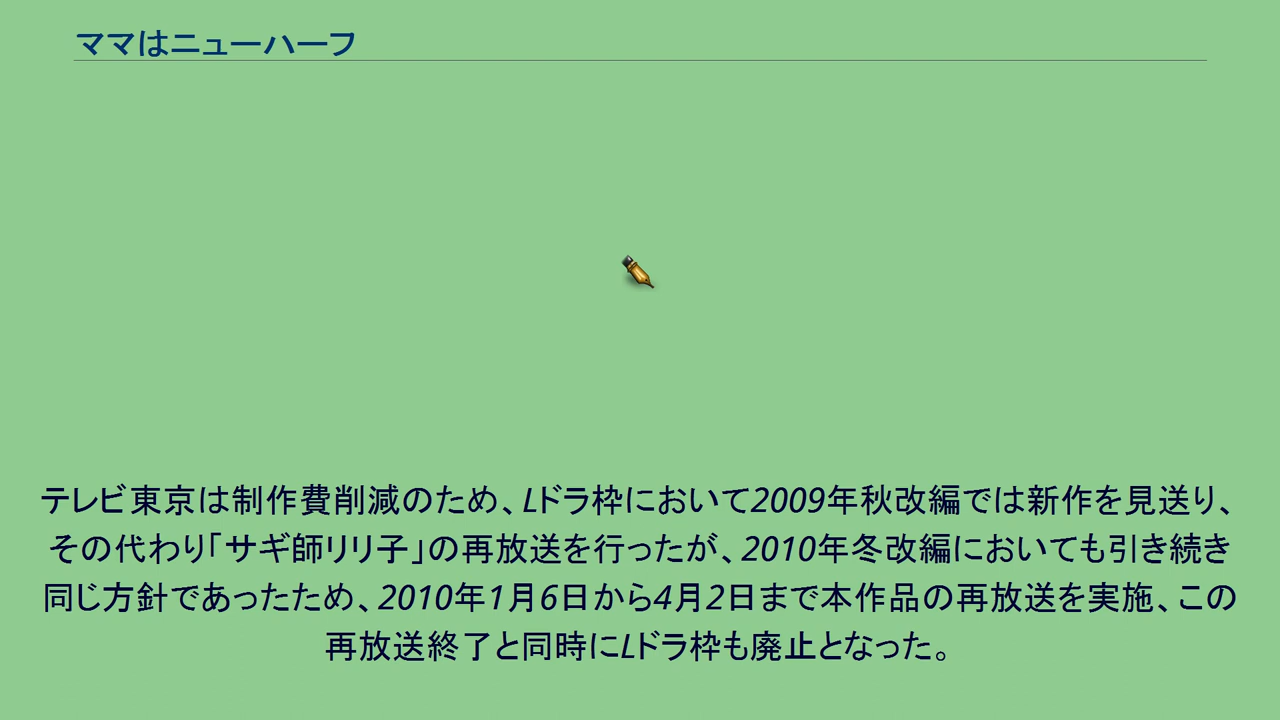 ママはニューハーフ
テレビ東京は制作費削減のため、Lドラ枠において2009年秋改編では新作を見送り、
その代わり「サギ師リリ子」の再放送を行ったが、2010年冬改編においても引き続き
同じ方針であったため、2010年1月6日から4月2日まで本作品の再放送を実施、この
再放送終了と同時にLドラ枠も廃止となった。